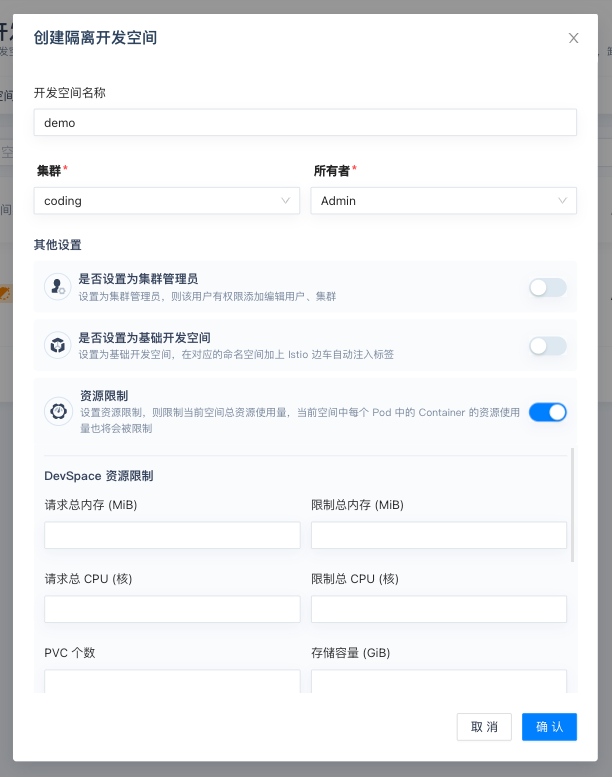 创建隔离开发空间
开发空间名称
demo
集群*
所有者*
coding
Admin
其他设置
是否设置为集群管理员
设置为集群管理员，则该用户有权限添加编辑用户、集群
是否设置为基础开发空间
设置为基础开发空间，在对应的命名空间加上 Istio 边车自动注入标签
资源限制
设置资源限制，则限制当前空间总资源使用量，当前空间中每个 Pod 中的 Container 的资源使用
量也将会被限制
DevSpace 资源限制
请求总内存 (MiB)
限制总内存 (MiB)
请求总 CPU (核)
限制总 CPU (核)
PVC 个数
存储容量 (GiB)
取 消
确 认